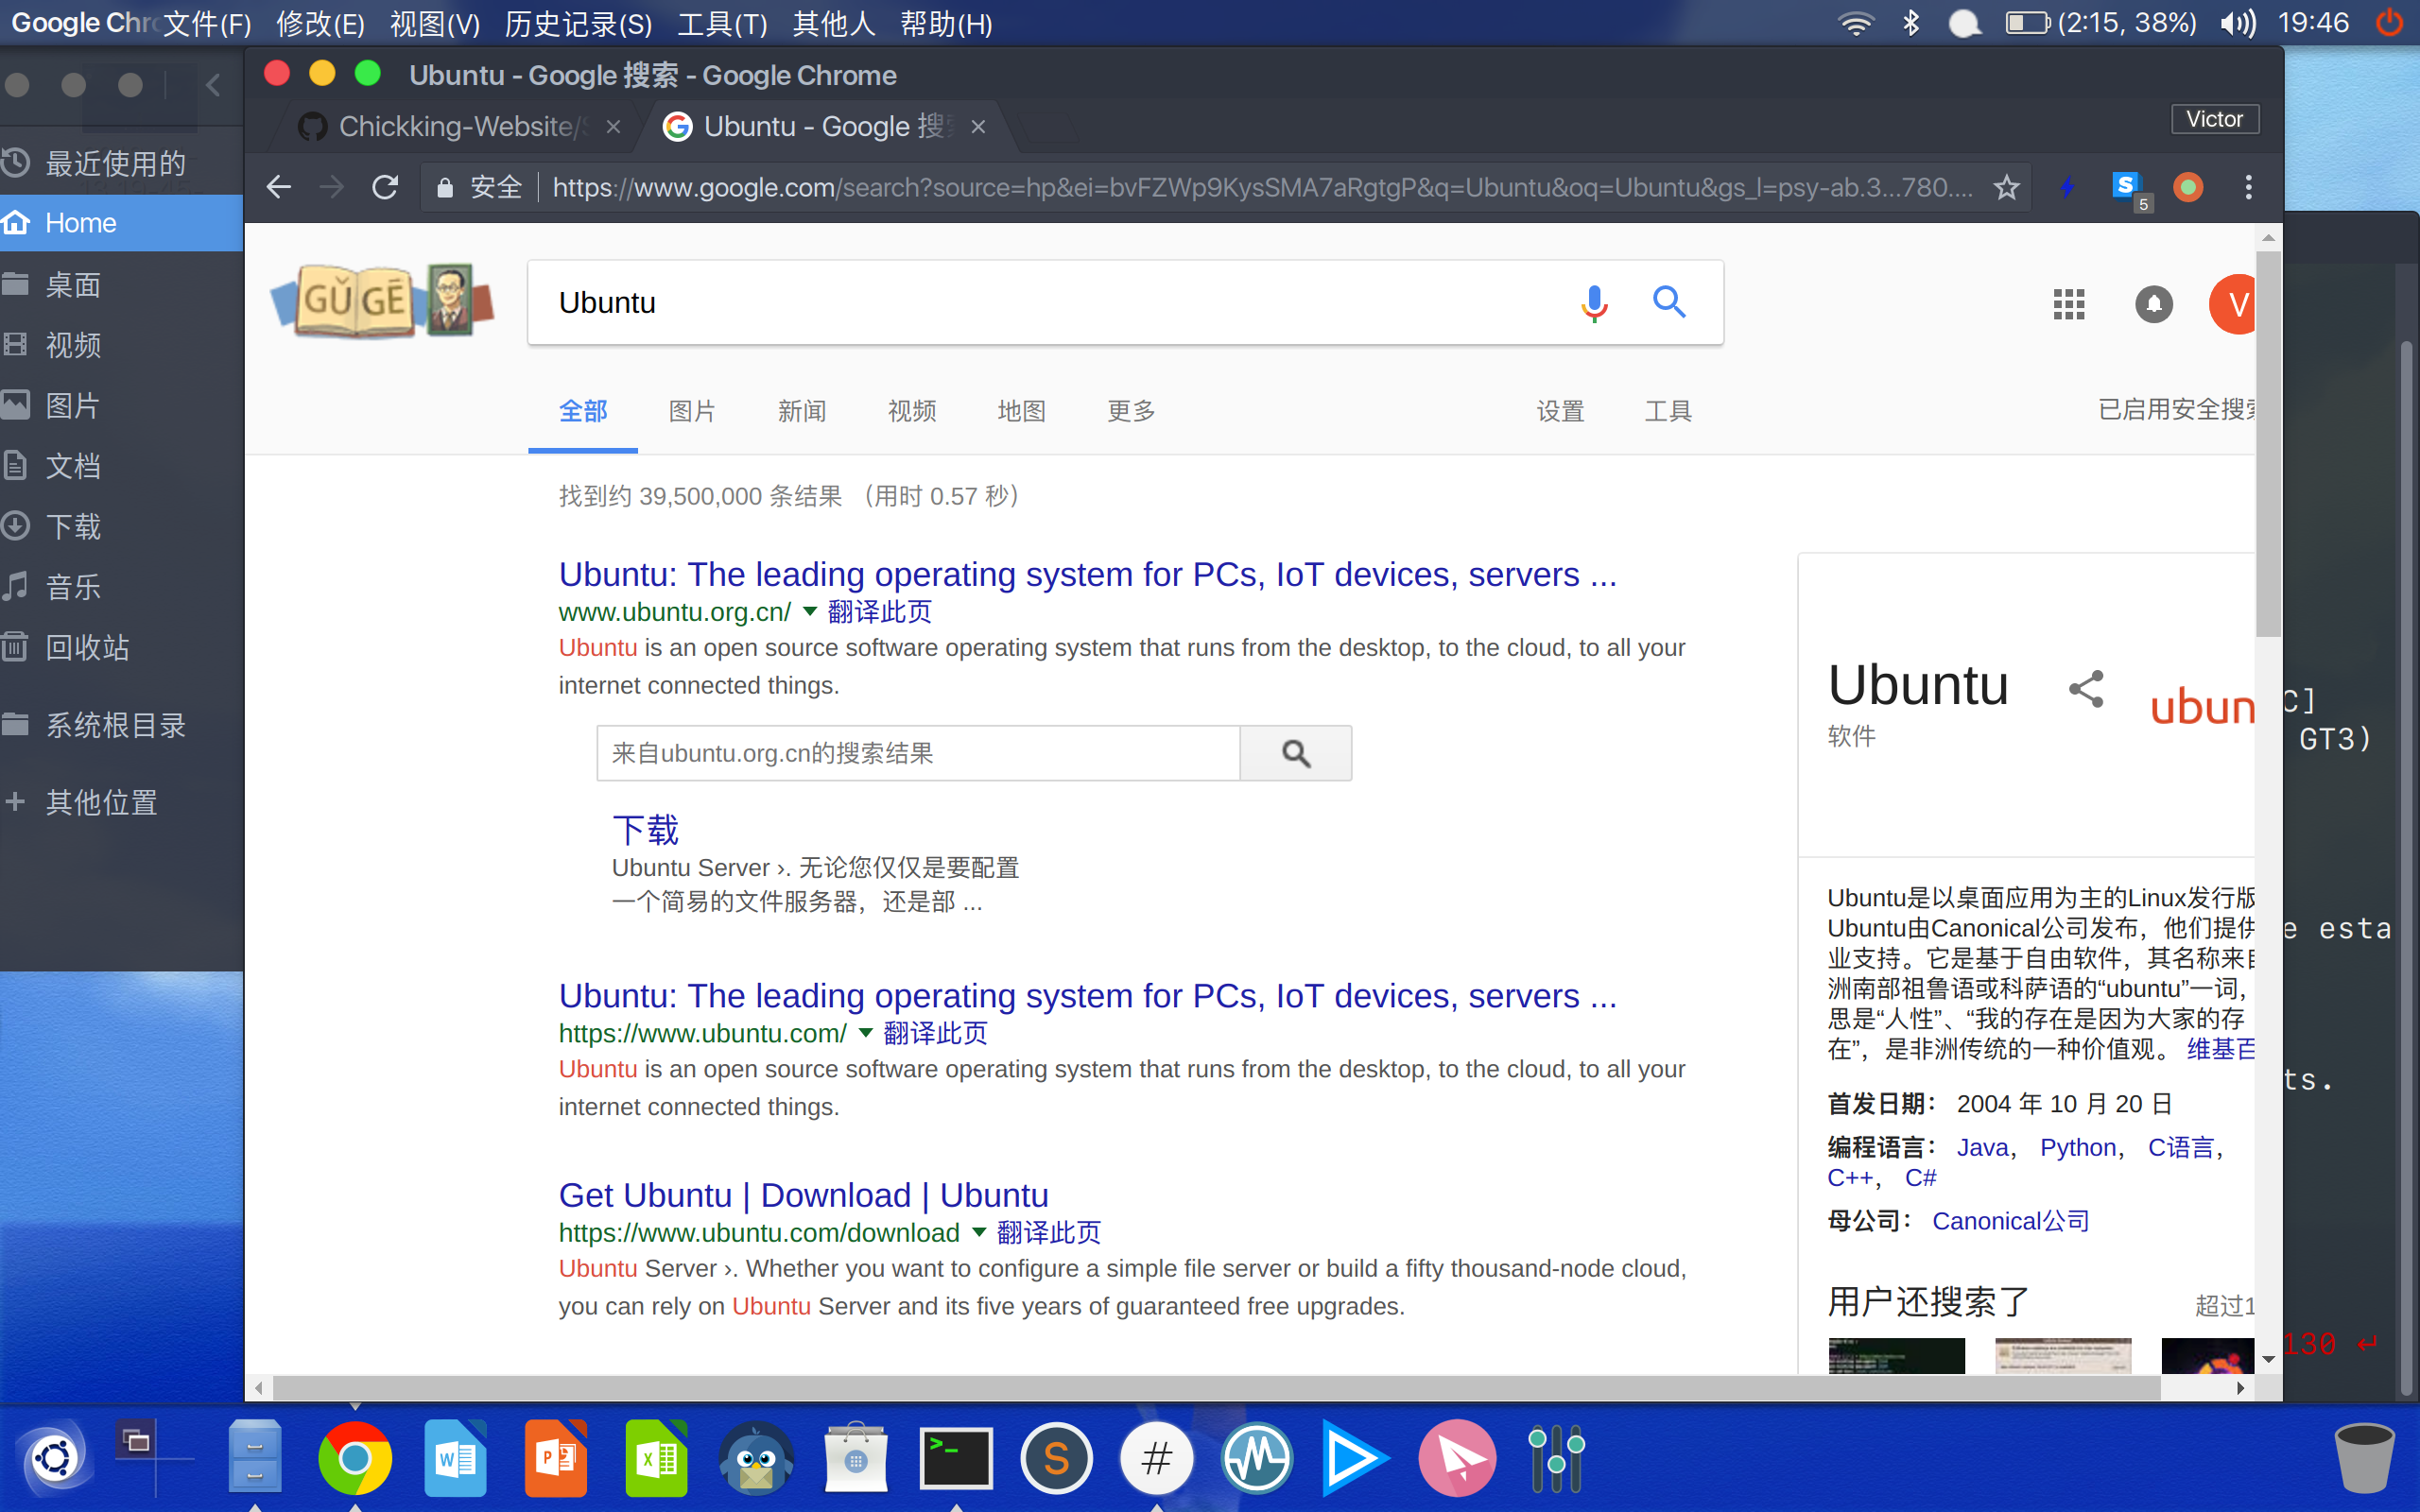 Google Chr 文件(F) 修改(E) 视图(V) 历史记录(S) 工具(T) 其他人 帮助(H)
(2:15, 38%) 19:46
Ubuntu - Google 搜索 - Google Chrome
Chickking-Website/S
Ubuntu - Google 搜索
Victor
安全 https://www.google.com/search?source=hp&ei=bvFZWp9KysSMA7aRgtgP&q=Ubuntu&oq=Ubuntu&gs_l=psy-ab.3...780....
S
5
最近使用的
Home
桌面
视频
图片
文档
下载
音乐
回收站
系统根目录
其他位置
GǓ GĒ
Ubuntu
V
全部 图片 新闻 视频 地图 更多 设置 工具 已启用安全搜索
找到约 39,500,000 条结果 （用时 0.57 秒）
Ubuntu: The leading operating system for PCs, IoT devices, servers ...
www.ubuntu.org.cn/ 翻译此页
Ubuntu is an open source software operating system that runs from the desktop, to the cloud, to all your
internet connected things.
来自ubuntu.org.cn的搜索结果
下载
Ubuntu Server ›. 无论您仅仅是要配置
一个简易的文件服务器，还是部 ...
Ubuntu: The leading operating system for PCs, IoT devices, servers ...
https://www.ubuntu.com/ 翻译此页
Ubuntu is an open source software operating system that runs from the desktop, to the cloud, to all your
internet connected things.
Get Ubuntu | Download | Ubuntu
https://www.ubuntu.com/download 翻译此页
Ubuntu Server ›. Whether you want to configure a simple file server or build a fifty thousand-node cloud,
you can rely on Ubuntu Server and its five years of guaranteed free upgrades.
Ubuntu
软件
ubun
Ubuntu是以桌面应用为主的Linux发行版
Ubuntu由Canonical公司发布，他们提供
业支持。它是基于自由软件，其名称来自
洲南部祖鲁语或科萨语的“ubuntu”一词，
思是“人性”、“我的存在是因为大家的存
在”，是非洲传统的一种价值观。 维基百
首发日期： 2004 年 10 月 20 日
编程语言： Java， Python， C语言，
C++， C#
母公司： Canonical公司
用户还搜索了
超过1
C]
GT3)
e esta
ts.
130 ↵
W
P
X
>_
S
#